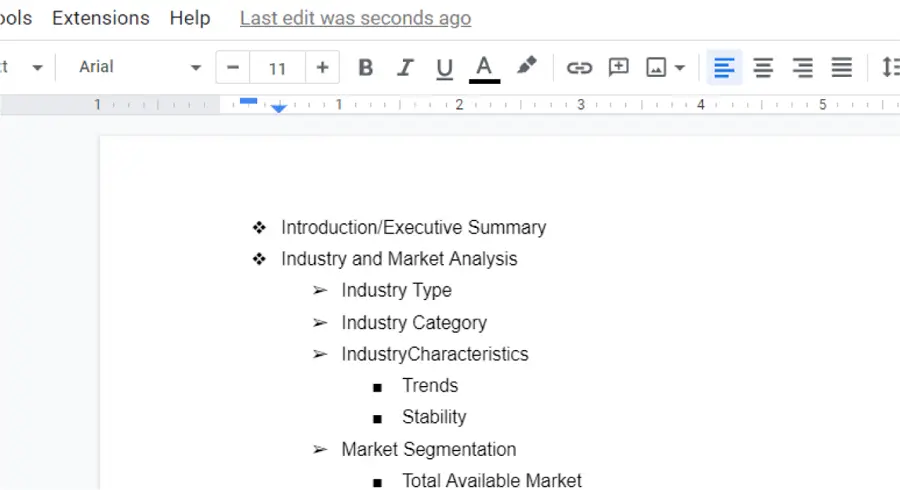 ools Extensions Help Last edit was seconds ago
t Arial − 11 + B I U A
1 1 2 3 4 5
❖ Introduction/Executive Summary
❖ Industry and Market Analysis
➢ Industry Type
➢ Industry Category
➢ IndustryCharacteristics
■ Trends
■ Stability
➢ Market Segmentation
■ Total Available Market